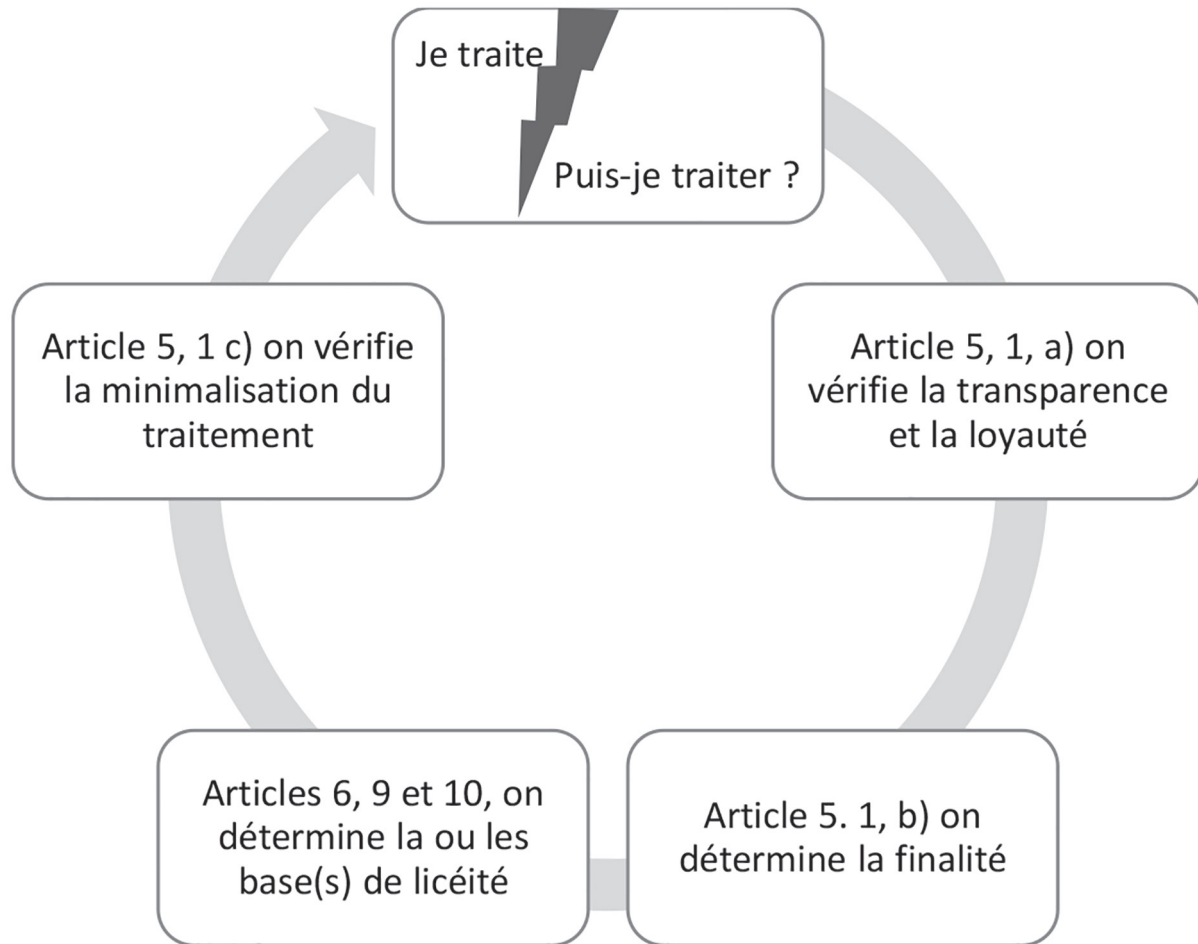 Je traite
Puis-je traiter ?
Article 5, 1, a) on
vérifie la transparence
et la loyauté
Article 5. 1, b) on
détermine la finalité
Articles 6, 9 et 10, on
détermine la ou les
base(s) de licéité
Article 5, 1 c) on vérifie
la minimalisation du
traitement